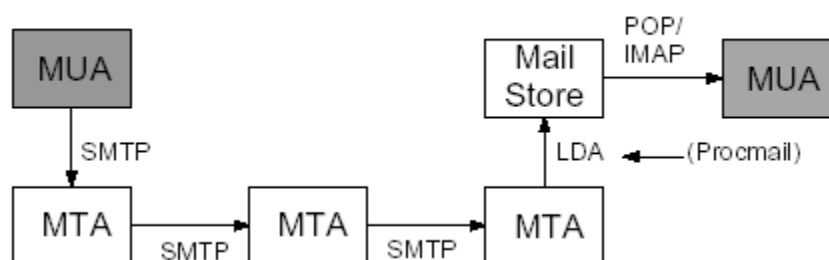 MUA
SMTP
MTA
SMTP
MTA
SMTP
MTA
LDA
(Procmail)
Mail
Store
POP/
IMAP
MUA